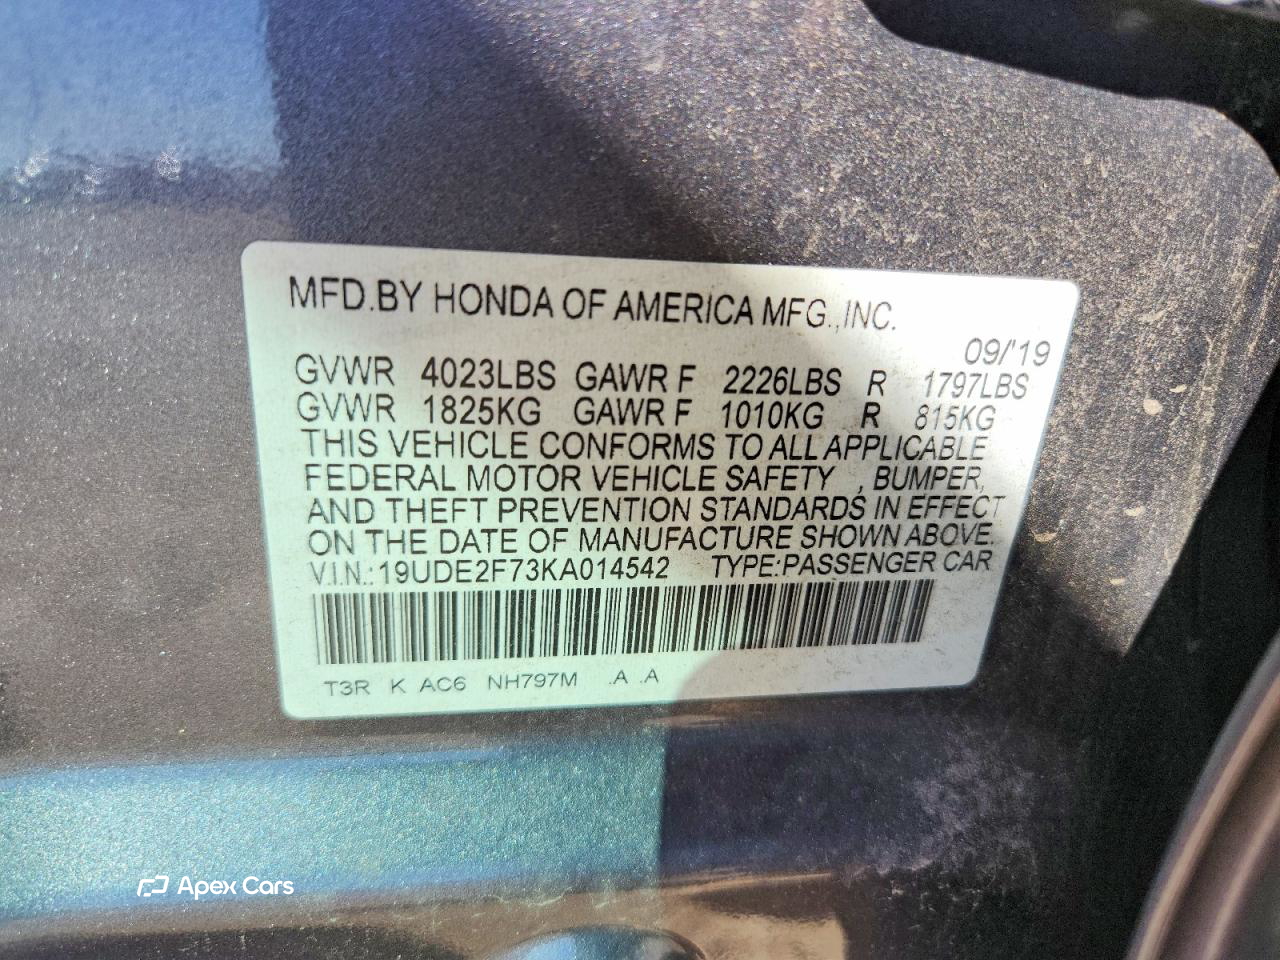 MFD.BY HONDA OF AMERICA MFG.,INC.
09/'19
GVWR 4023LBS GAWR F 2226LBS R 1797LBS
GVWR 1825KG GAWR F 1010KG R 815KG
THIS VEHICLE CONFORMS TO ALL APPLICABLE
FEDERAL MOTOR VEHICLE SAFETY , BUMPER,
AND THEFT PREVENTION STANDARDS IN EFFECT
ON THE DATE OF MANUFACTURE SHOWN ABOVE.
V.I.N.:19UDE2F73KA014542 TYPE:PASSENGER CAR
T3R K AC6 NH797M .A .A
Apex Cars